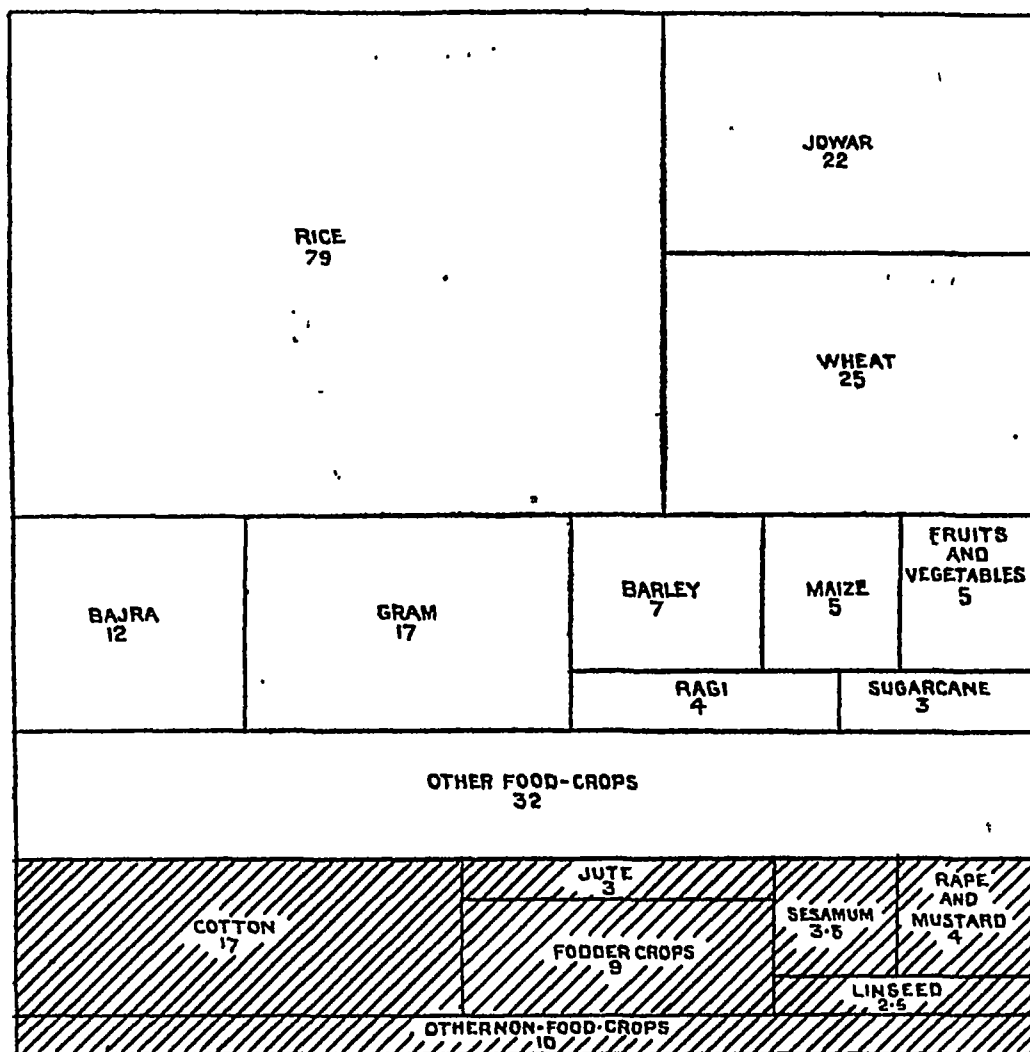 JOWAR
22
RICE
79
WHEAT
25
BAJRA
12
GRAM
17
BARLEY
7
MAIZE
5
FRUITS
AND
VEGETABLES
5
RAGI
4
SUGARCANE
3
OTHER FOOD-CROPS
32
COTTON
17
JUTE
3
FODDER CROPS
9
SESAMUM
3·5
RAPE
AND
MUSTARD
4
LINSEED
2·5
OTHER NON-FOOD-CROPS
10